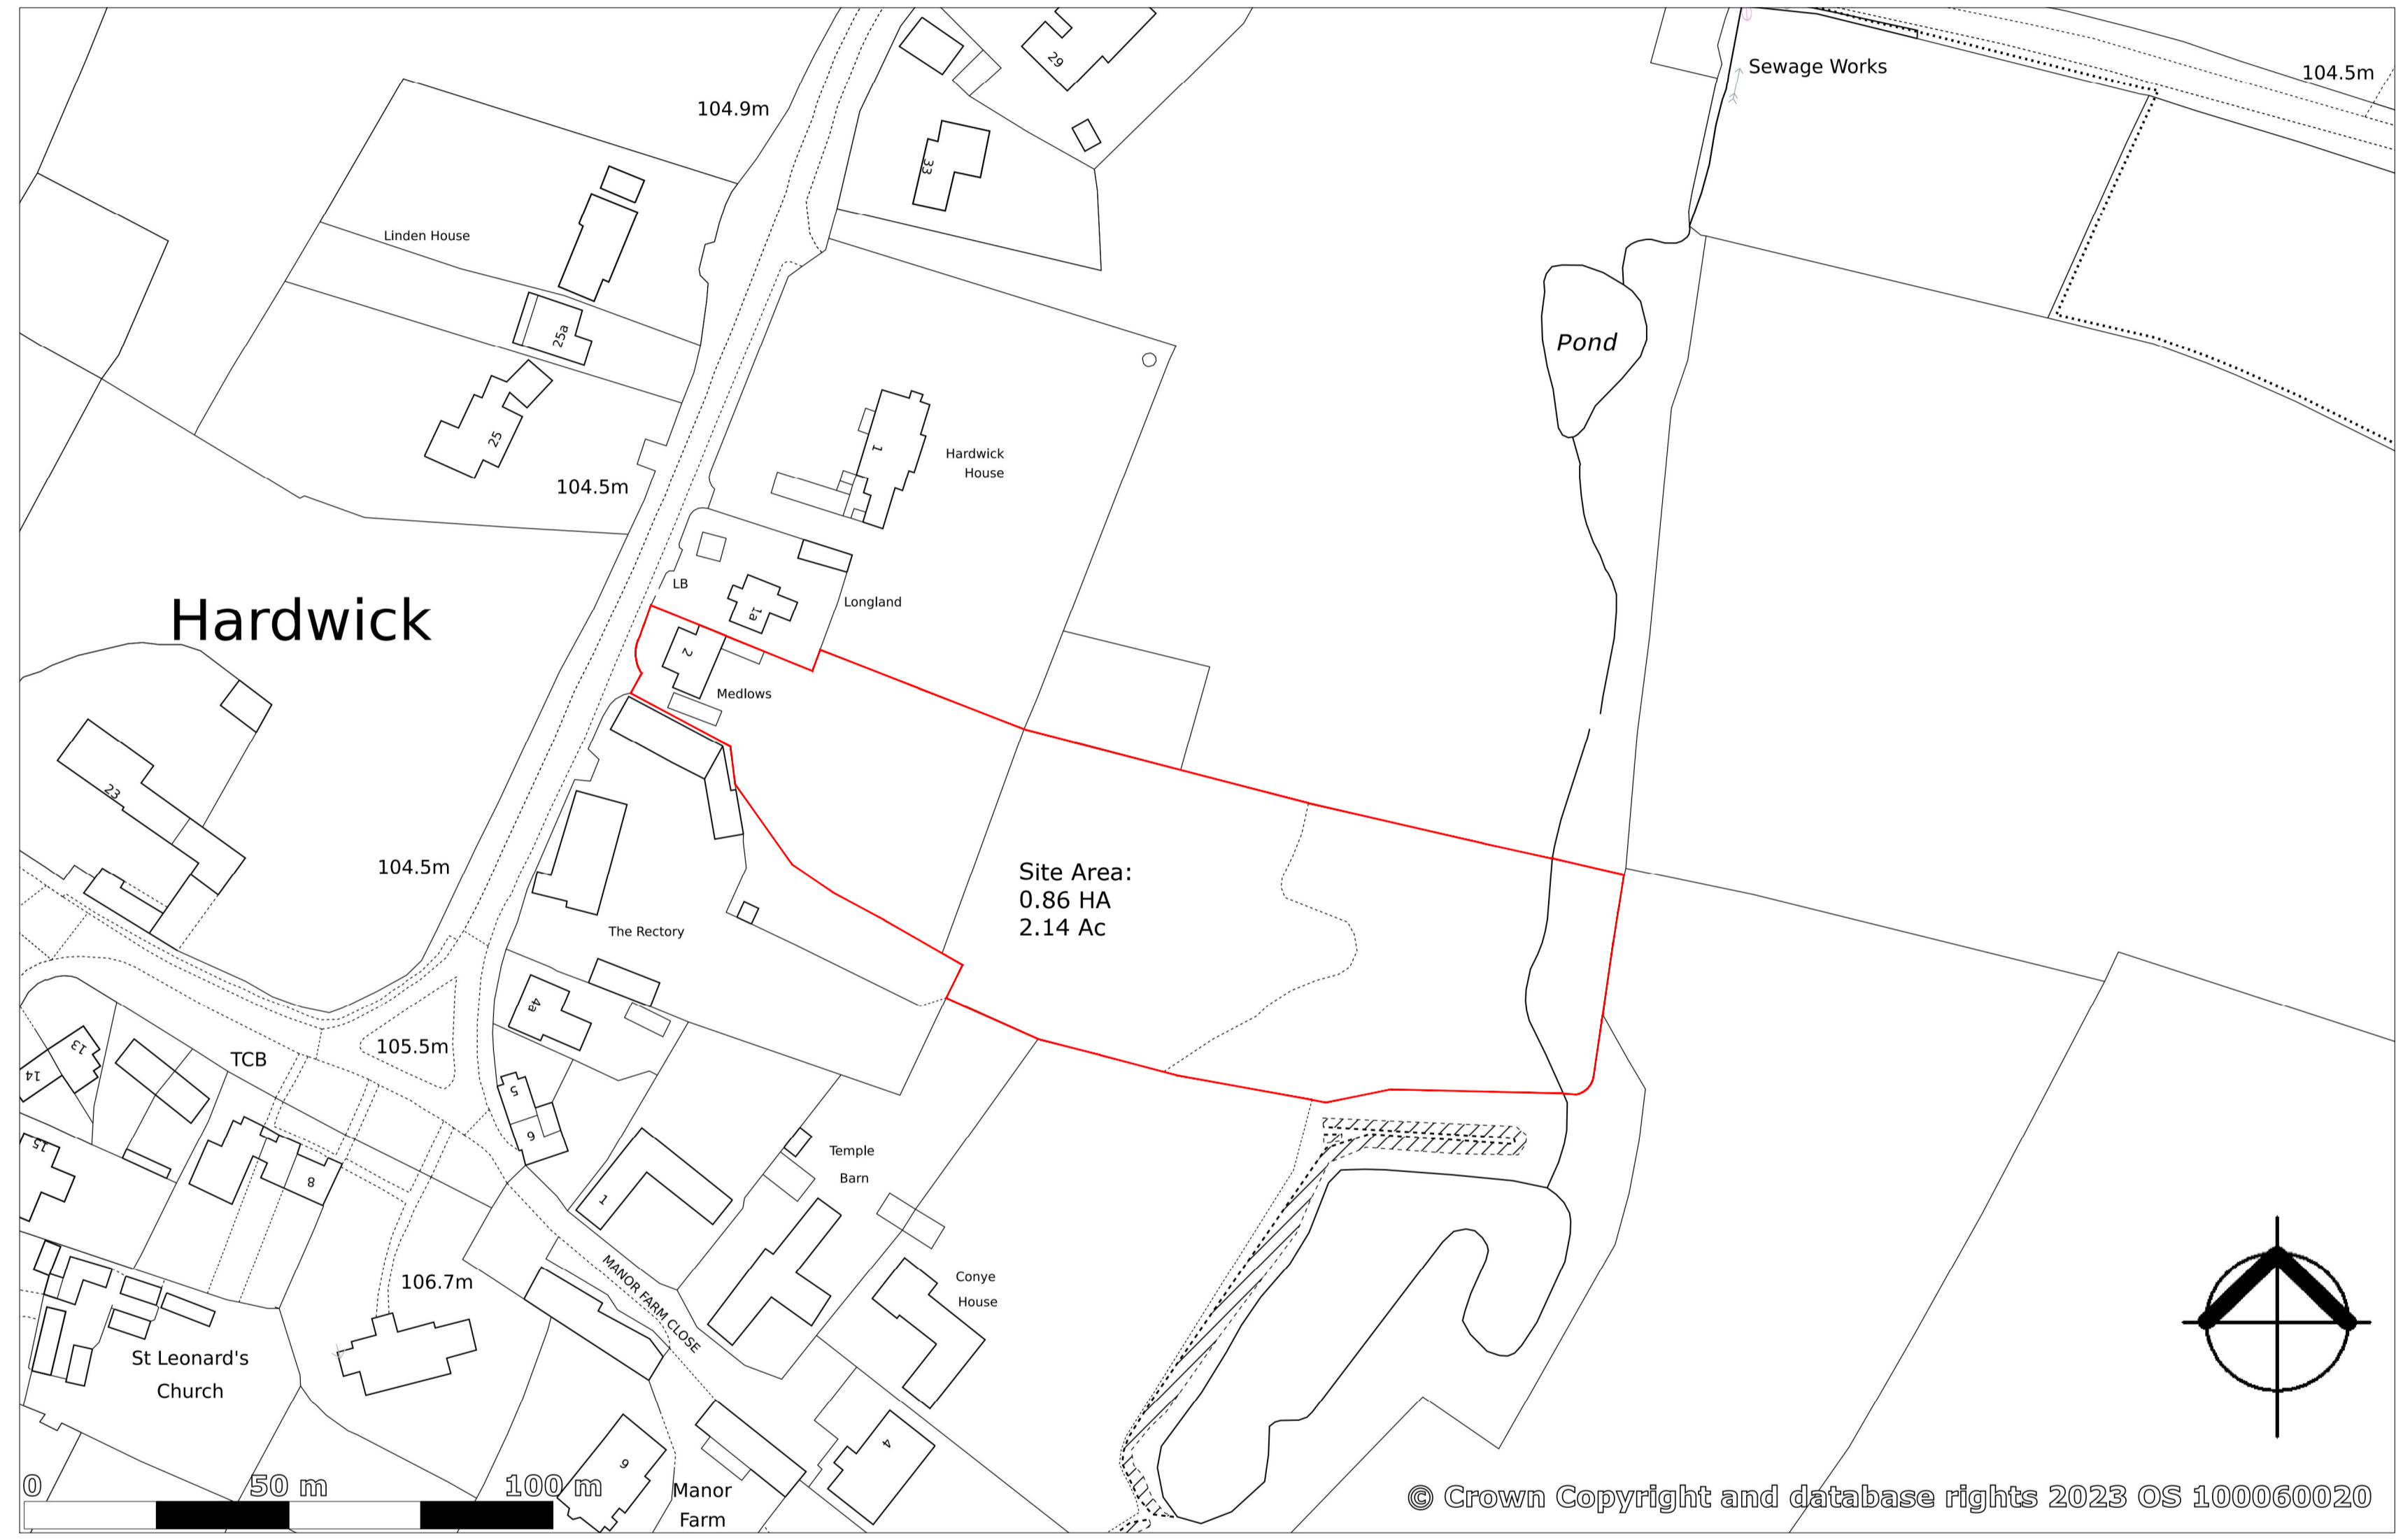 29
Sewage Works
104.5m
104.9m
33
Linden House
25a
Pond
25
1
Hardwick
House
104.5m
LB
1a
Longland
Hardwick
2
Medlows
23
104.5m
Site Area:
0.86 HA
2.14 Ac
The Rectory
4a
105.5m
TCB
13
14
5
6
15
8
1
Temple
Barn
MANOR FARM CLOSE
106.7m
Conye
House
St Leonard's
Church
4
9
Manor
Farm
0 50 m 100 m
© Crown Copyright and database rights 2023 OS 100060020